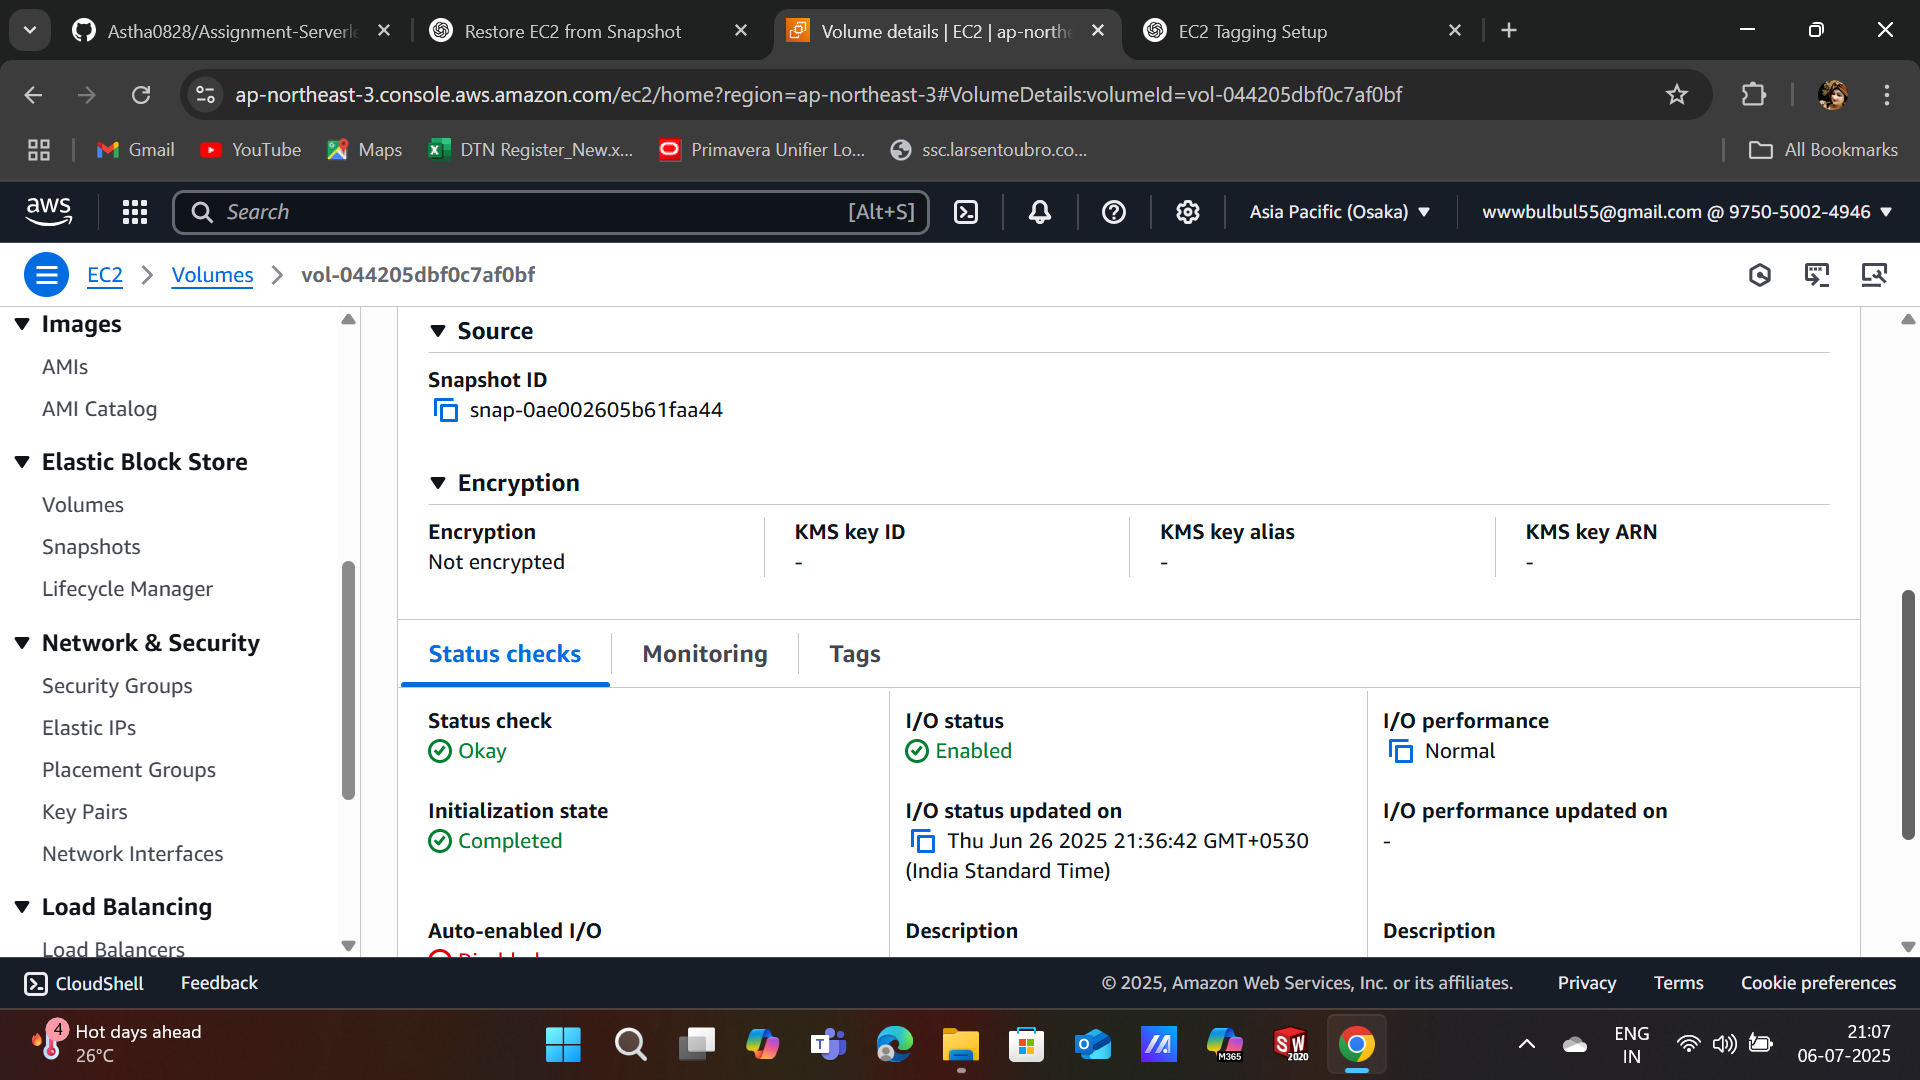 Astha0828/Assignment-Serverle
Restore EC2 from Snapshot
Volume details | EC2 | ap-northe
EC2 Tagging Setup
ap-northeast-3.console.aws.amazon.com/ec2/home?region=ap-northeast-3#VolumeDetails:volumeId=vol-044205dbf0c7af0bf
Gmail
YouTube
Maps
DTN Register_New.x...
Primavera Unifier Lo...
ssc.larsentoubro.co...
All Bookmarks
aws
Search
[Alt+S]
Asia Pacific (Osaka)
wwwbulbul55@gmail.com @ 9750-5002-4946
EC2
Volumes
vol-044205dbf0c7af0bf
Images
AMIs
AMI Catalog
Elastic Block Store
Volumes
Snapshots
Lifecycle Manager
Network & Security
Security Groups
Elastic IPs
Placement Groups
Key Pairs
Network Interfaces
Load Balancing
Load Balancers
Source
Snapshot ID
snap-0ae002605b61faa44
Encryption
Encryption
Not encrypted
KMS key ID
-
KMS key alias
-
KMS key ARN
-
Status checks
Monitoring
Tags
Status check
Okay
I/O status
Enabled
I/O performance
Normal
Initialization state
Completed
I/O status updated on
Thu Jun 26 2025 21:36:42 GMT+0530
(India Standard Time)
I/O performance updated on
-
Auto-enabled I/O
Description
Description
CloudShell
Feedback
© 2025, Amazon Web Services, Inc. or its affiliates.
Privacy
Terms
Cookie preferences
4
Hot days ahead
26°C
M365
SW
2020
ENG
IN
21:07
06-07-2025